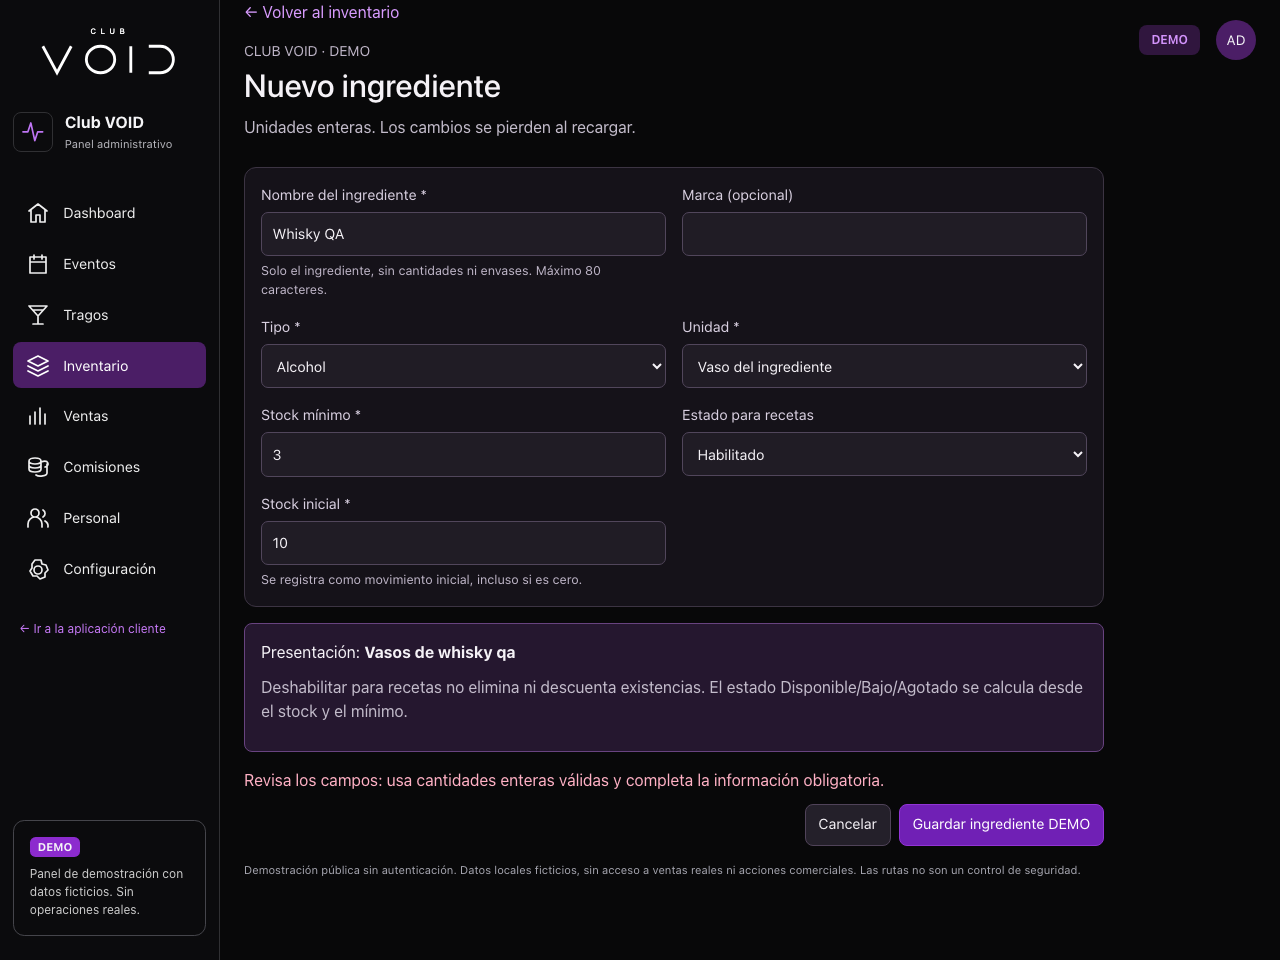 CLUB
VOID
Club VOID
Panel administrativo
Dashboard
Eventos
Tragos
Inventario
Ventas
Comisiones
Personal
Configuración
← Ir a la aplicación cliente
DEMO
Panel de demostración con
datos ficticios. Sin
operaciones reales.
← Volver al inventario
DEMO
AD
CLUB VOID · DEMO
Nuevo ingrediente
Unidades enteras. Los cambios se pierden al recargar.
Nombre del ingrediente *
Whisky QA
Solo el ingrediente, sin cantidades ni envases. Máximo 80
caracteres.
Marca (opcional)
Tipo *
Alcohol
Unidad *
Vaso del ingrediente
Stock mínimo *
3
Estado para recetas
Habilitado
Stock inicial *
10
Se registra como movimiento inicial, incluso si es cero.
Presentación: Vasos de whisky qa
Deshabilitar para recetas no elimina ni descuenta existencias. El estado Disponible/Bajo/Agotado se calcula desde
el stock y el mínimo.
Revisa los campos: usa cantidades enteras válidas y completa la información obligatoria.
Cancelar
Guardar ingrediente DEMO
Demostración pública sin autenticación. Datos locales ficticios, sin acceso a ventas reales ni acciones comerciales. Las rutas no son un control de seguridad.